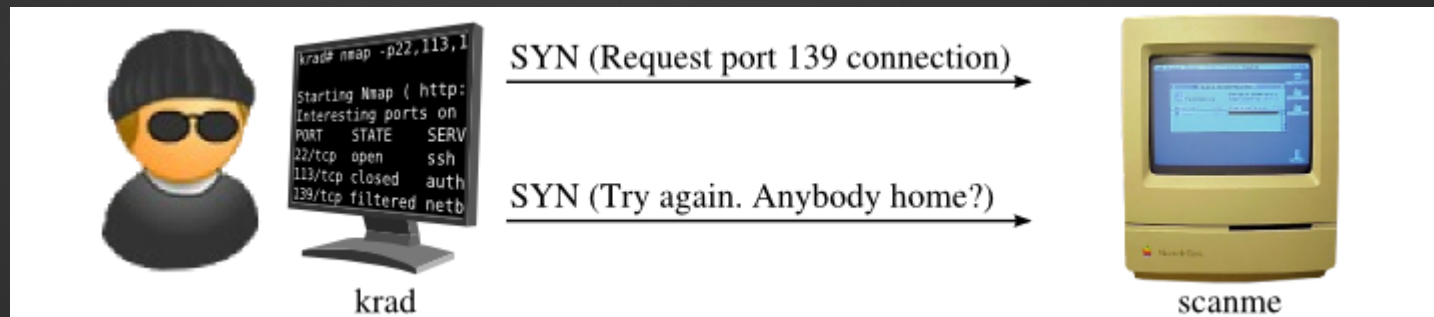 krad# nmap -p22,113,1
Starting Nmap ( http:
Interesting ports on
PORT STATE SERV
22/tcp open ssh
113/tcp closed auth
139/tcp filtered netb
SYN (Request port 139 connection)
SYN (Try again. Anybody home?)
krad
scanme